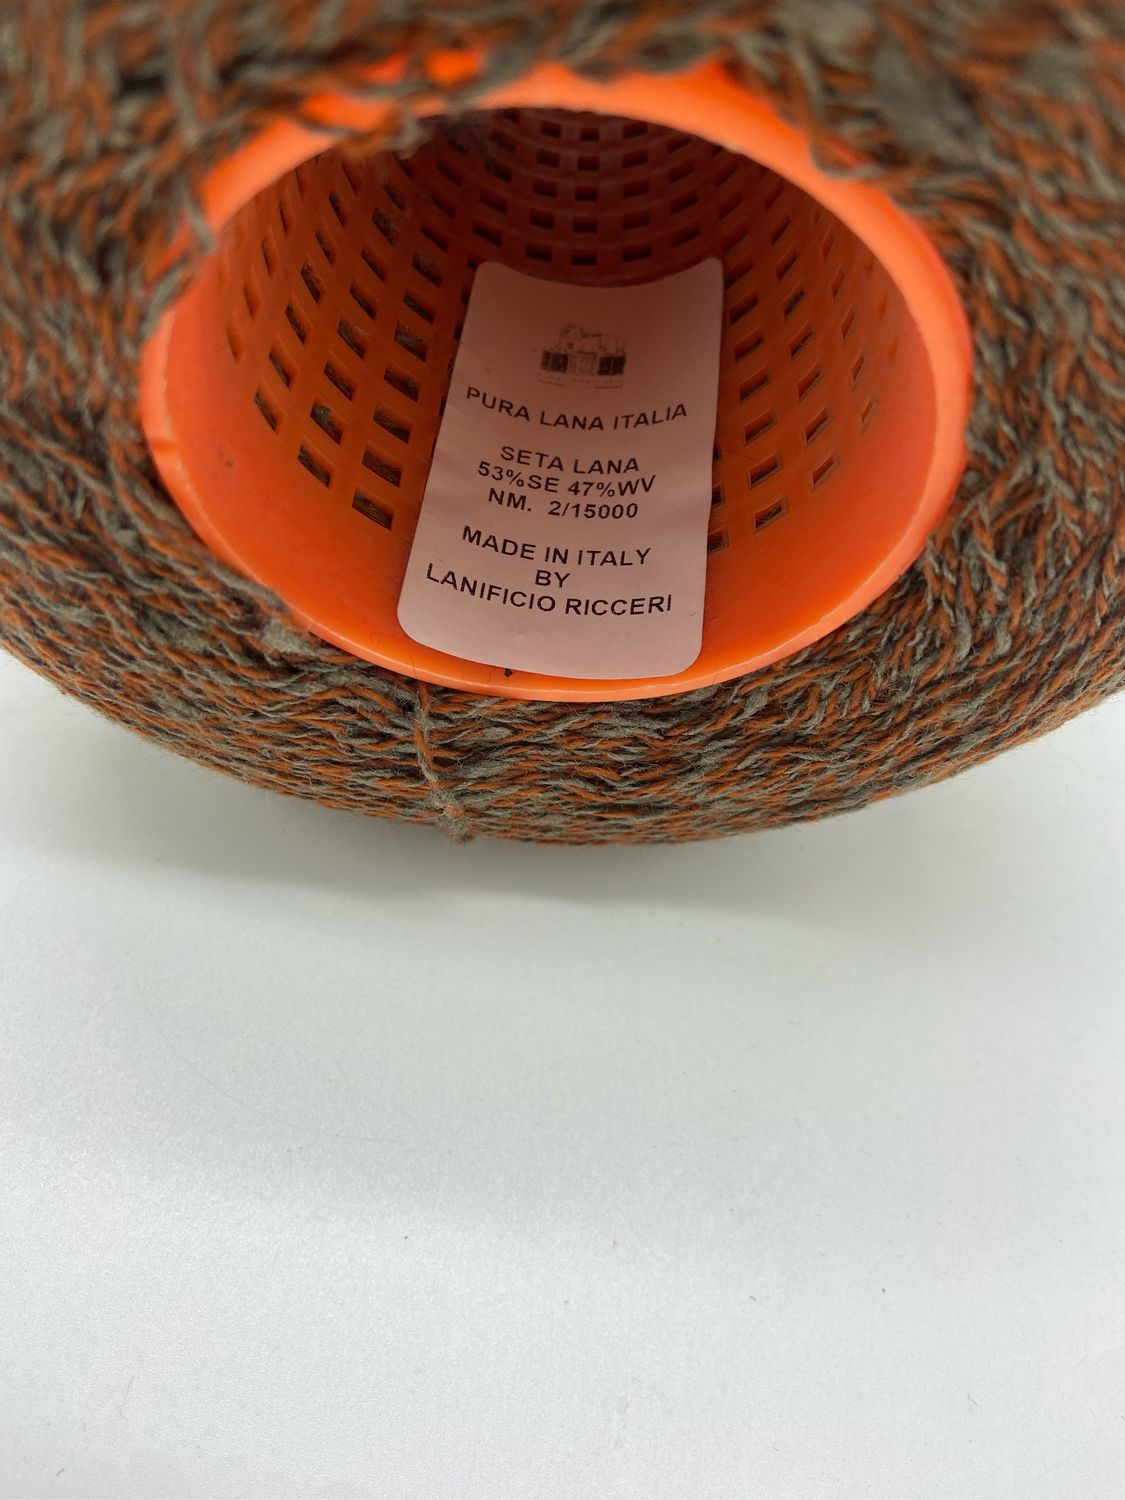 PURA LANA ITALIA
SETA LANA
53%SE 47%WV
NM. 2/15000
MADE IN ITALY
BY
LANIFICIO RICCERI